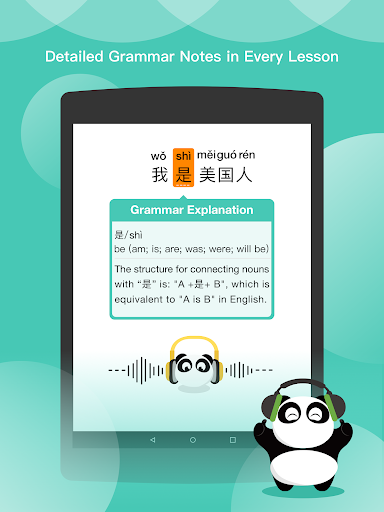 Detailed Grammar Notes in Every Lesson
wǒ shì měiguó rén
我 是 美国人
Grammar Explanation
是/shì
be (am; is; are; was; were; will be)
The structure for connecting nouns
with “是” is: "A +是+ B", which is
equivalent to "A is B" in English.